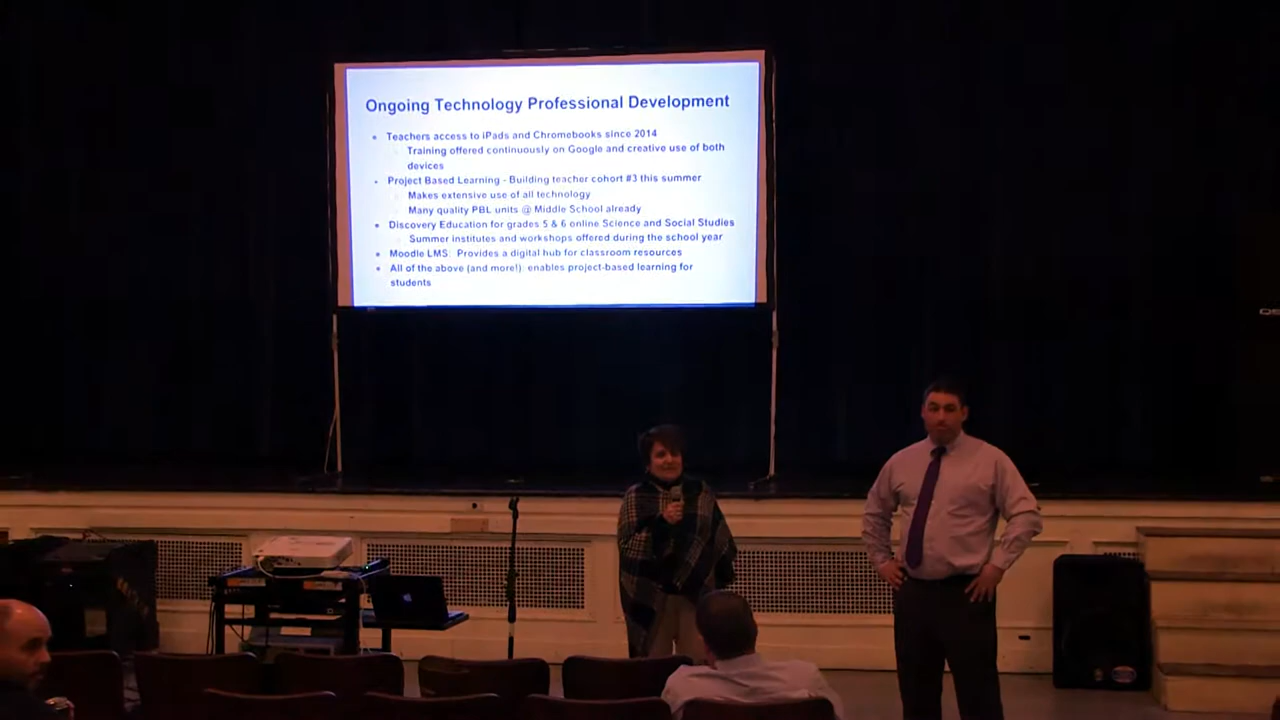 Ongoing Technology Professional Development
Teachers access to iPads and Chromebooks since 2014
Training offered continuously on Google and creative use of both
devices
Project Based Learning - Building teacher cohort #3 this summer
Makes extensive use of all technology
Many quality PBL units @ Middle School already
Discovery Education for grades 5 & 6 online Science and Social Studies
Summer institutes and workshops offered during the school year
Moodle LMS: Provides a digital hub for classroom resources
All of the above (and more!): enables project-based learning for
students